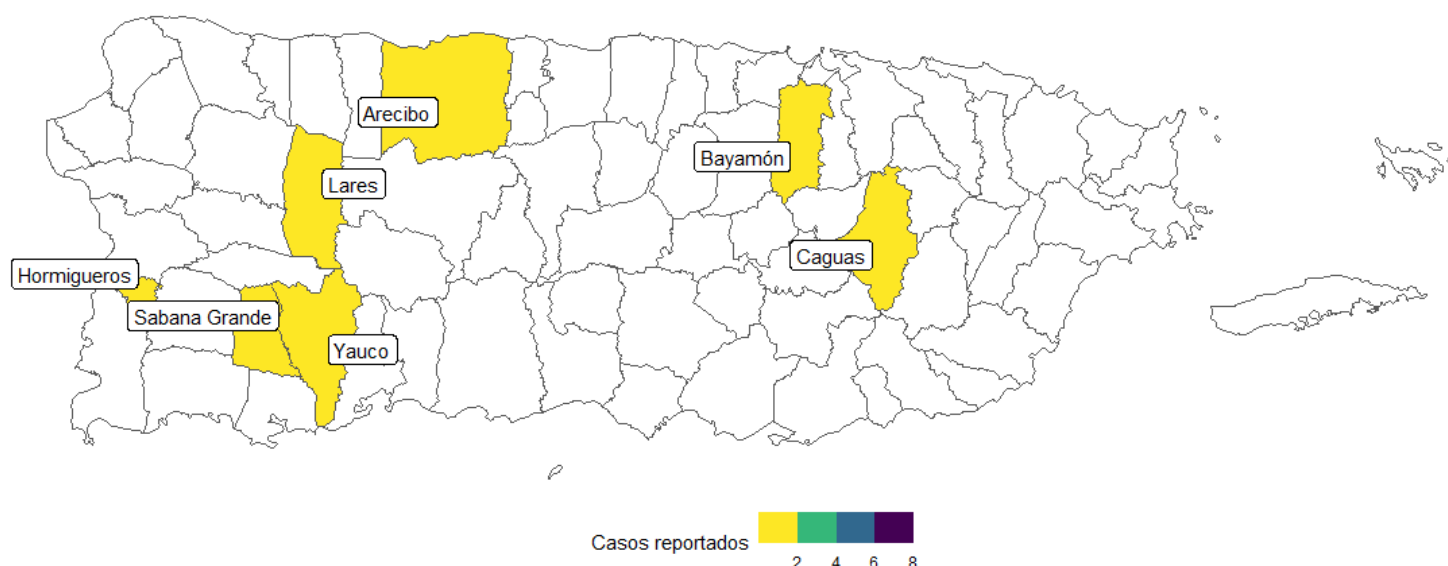 Arecibo
Bayamón
Lares
Caguas
Hormigueros
Sabana Grande
Yauco
Casos reportados
2 4 6 8